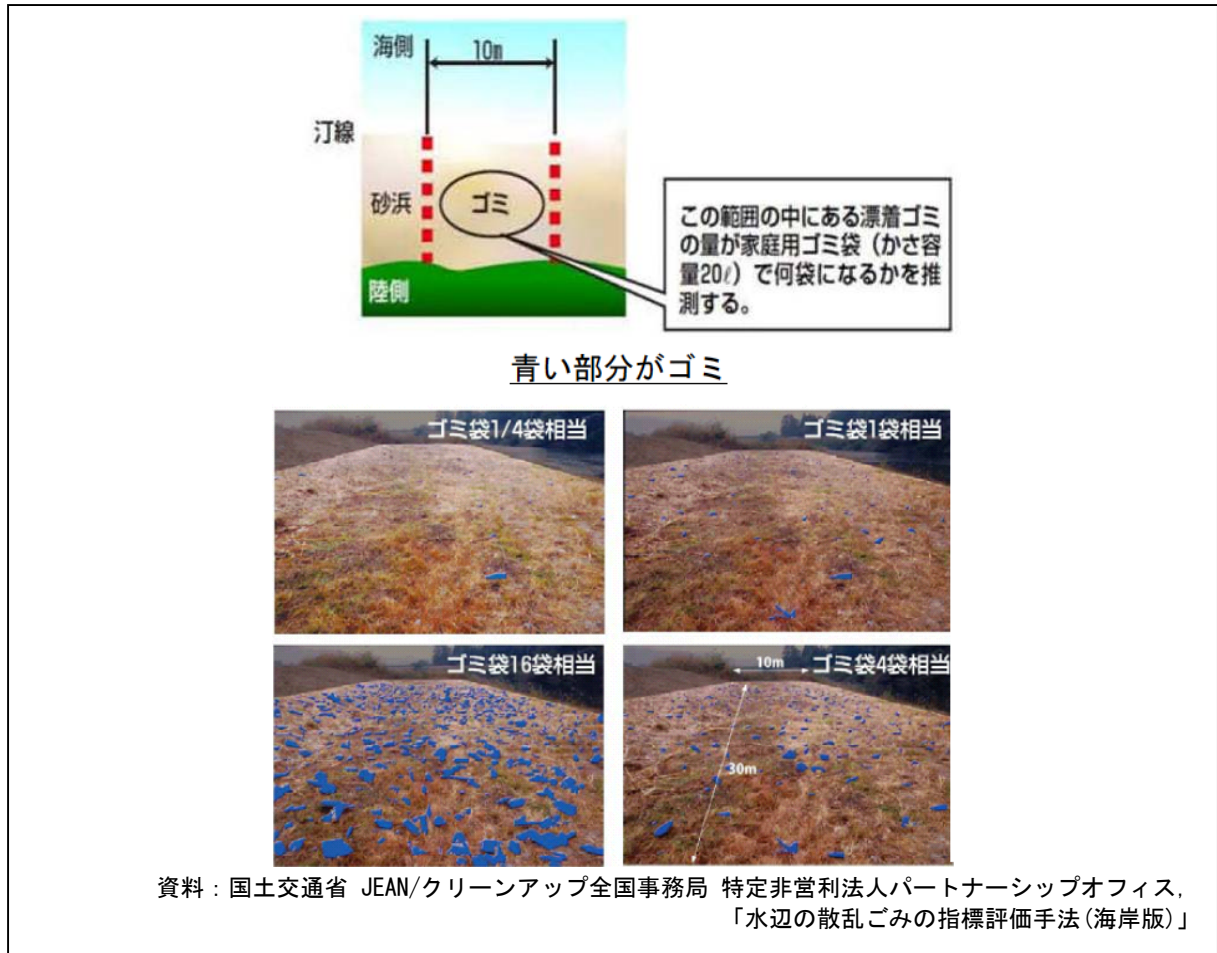 海側
10m
汀線
砂浜
ゴミ
陸側
この範囲の中にある漂着ゴミ
の量が家庭用ゴミ袋（かさ容
量20ℓ）で何袋になるかを推
測する。
青い部分がゴミ
ゴミ袋1/4袋相当
ゴミ袋1袋相当
ゴミ袋16袋相当
10m
ゴミ袋4袋相当
30m
資料：国土交通省 JEAN/クリーンアップ全国事務局 特定非営利法人パートナーシップオフィス，
「水辺の散乱ごみの指標評価手法（海岸版）」